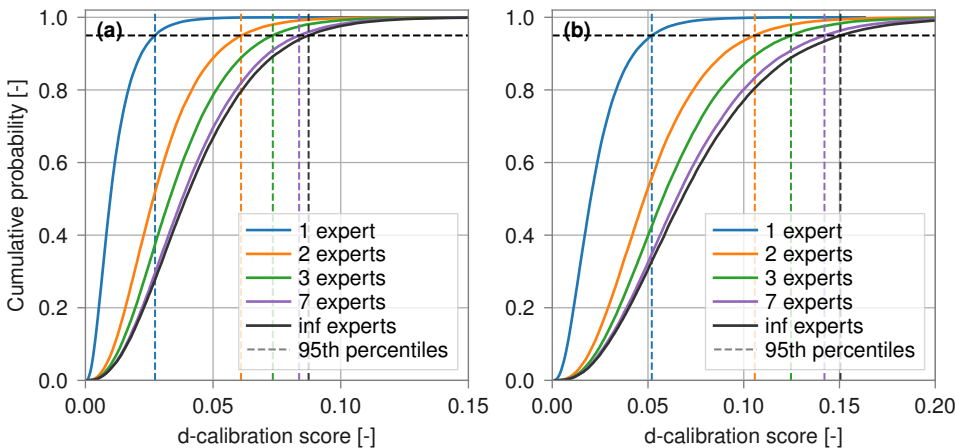 (a)
Cumulative probability [-]
1.0
0.8
0.6
0.4
0.2
0.0
0.00 0.05 0.10 0.15
d-calibration score [-]
1 expert
2 experts
3 experts
7 experts
inf experts
95th percentiles
(b)
1.0
0.8
0.6
0.4
0.2
0.0
0.00 0.05 0.10 0.15 0.20
d-calibration score [-]
1 expert
2 experts
3 experts
7 experts
inf experts
95th percentiles